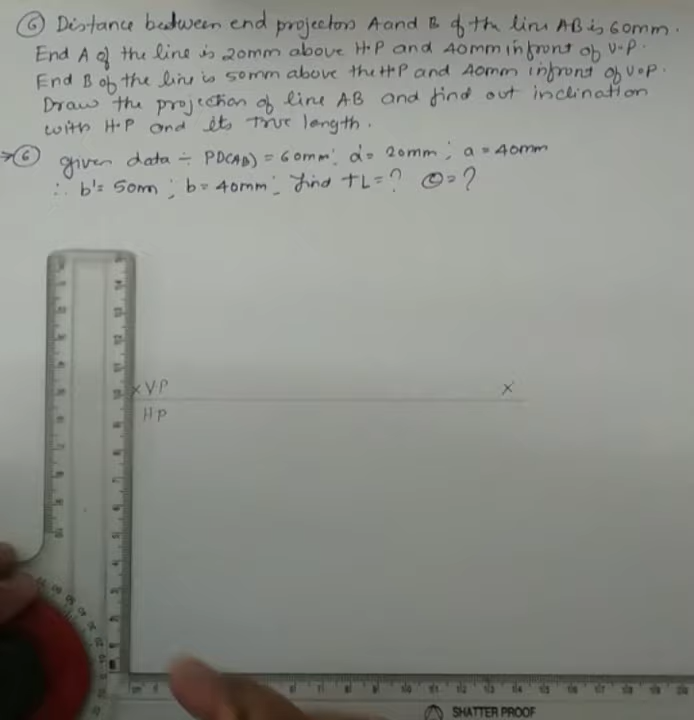 ⑥ Distance between end projectors A and B of the line AB is 60mm.
End A of the line is 20mm above H.P and 40mm infront of V.P.
End B of the line is 50mm above the H.P and 40mm infront of V.P.
Draw the projection of line AB and find out inclination
with H.P and its True length.
→⑥ given data ÷ PD(AB) = 60mm; a'= 20mm; a = 40mm
∴ b'= 50m; b = 40mm; find TL=? θ=?
X VP X
HP
SHATTER PROOF